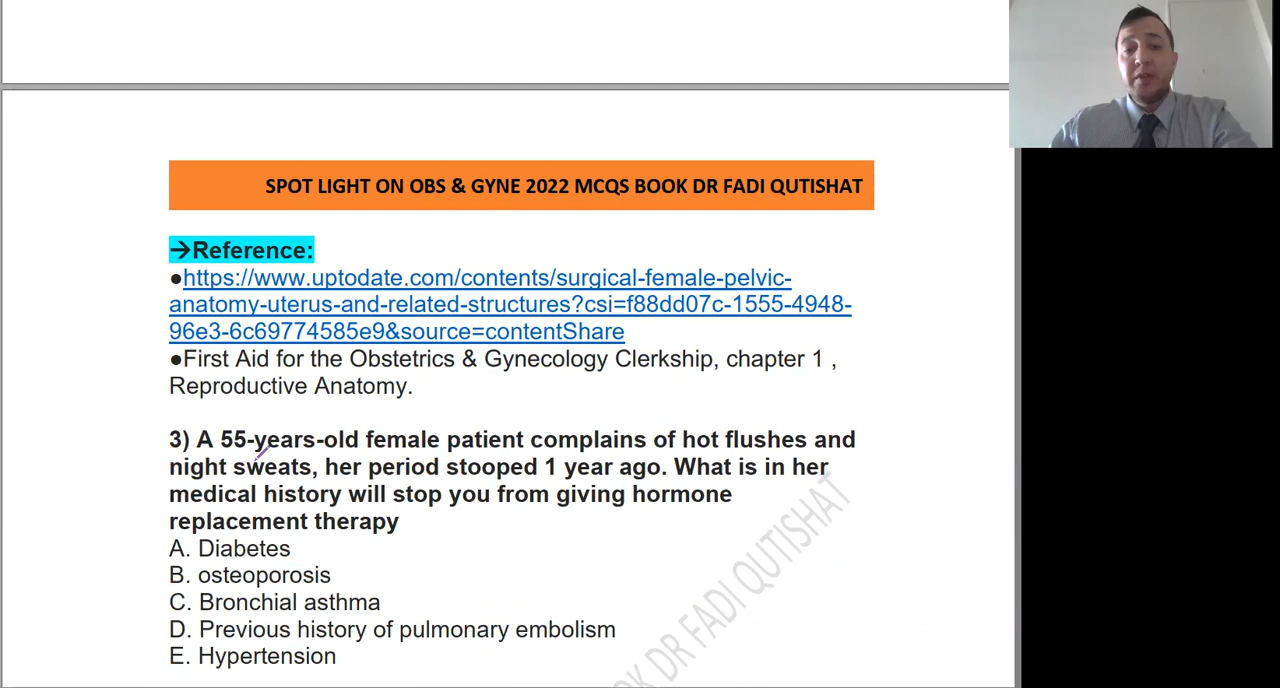 SPOT LIGHT ON OBS & GYNE 2022 MCQS BOOK DR FADI QUTISHAT
→Reference:
●https://www.uptodate.com/contents/surgical-female-pelvic-
anatomy-uterus-and-related-structures?csi=f88dd07c-1555-4948-
96e3-6c69774585e9&source=contentShare
●First Aid for the Obstetrics & Gynecology Clerkship, chapter 1 ,
Reproductive Anatomy.
3) A 55-years-old female patient complains of hot flushes and
night sweats, her period stooped 1 year ago. What is in her
medical history will stop you from giving hormone
replacement therapy
A. Diabetes
B. osteoporosis
C. Bronchial asthma
D. Previous history of pulmonary embolism
E. Hypertension
OK DR FADI QUTISHAT